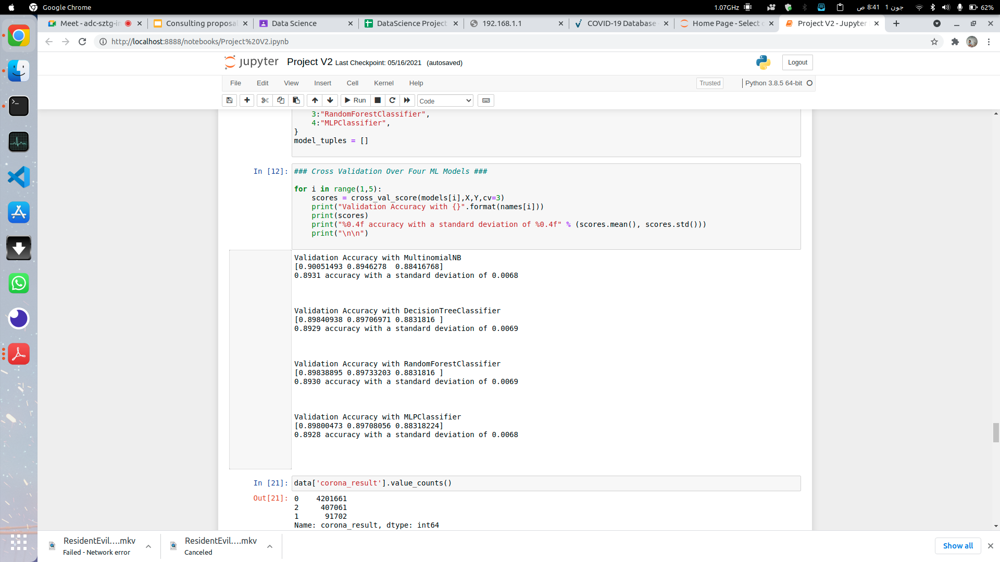 Google Chrome
1.07GHz
ص 8:41 1 جون
62%
Meet - adc-sztg-in
Consulting proposal
Data Science
DataScience Project
192.168.1.1
COVID-19 Database
Home Page - Select
Project V2 - Jupyter
http://localhost:8888/notebooks/Project%20V2.ipynb
jupyter Project V2 Last Checkpoint: 05/16/2021 (autosaved)
Logout
File Edit View Insert Cell Kernel Help
Trusted
Python 3.8.5 64-bit
Run
Code
3:"RandomForestClassifier",
4:"MLPClassifier",
}
model_tuples = []
In [12]: ### Cross Validation Over Four ML Models ###
for i in range(1,5):
scores = cross_val_score(models[i],X,Y,cv=3)
print("Validation Accuracy with {}".format(names[i]))
print(scores)
print("%0.4f accuracy with a standard deviation of %0.4f" % (scores.mean(), scores.std()))
print("\n\n")
Validation Accuracy with MultinomialNB
[0.90051493 0.8946278  0.88416768]
0.8931 accuracy with a standard deviation of 0.0068
Validation Accuracy with DecisionTreeClassifier
[0.89840938 0.89706971 0.8831816 ]
0.8929 accuracy with a standard deviation of 0.0069
Validation Accuracy with RandomForestClassifier
[0.89838895 0.89733203 0.8831816 ]
0.8930 accuracy with a standard deviation of 0.0069
Validation Accuracy with MLPClassifier
[0.89800473 0.89708056 0.88318224]
0.8928 accuracy with a standard deviation of 0.0068
In [21]: data['corona_result'].value_counts()
Out[21]: 0    4201661
2     407061
1      91702
Name: corona_result, dtype: int64
ResidentEvil....mkv
Failed - Network error
ResidentEvil....mkv
Canceled
Show all